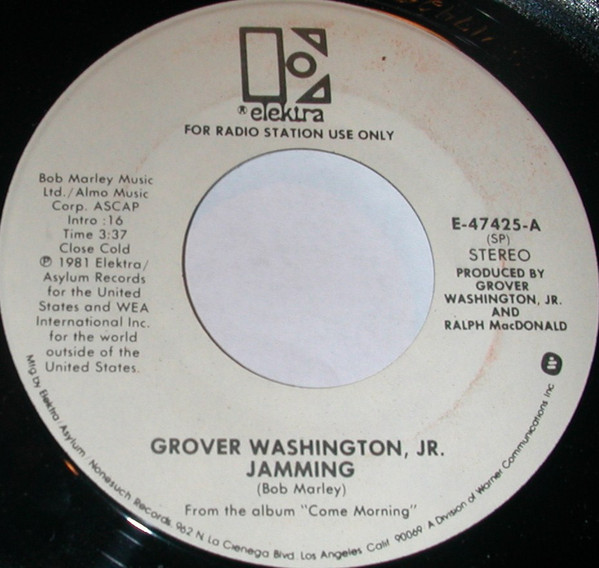 ® elektra
FOR RADIO STATION USE ONLY
Bob Marley Music
Ltd./Almo Music
Corp. ASCAP
Intro :16
Time 3:37
Close Cold
℗ 1981 Elektra/
Asylum Records
for the United
States and WEA
International Inc.
for the world
outside of the
United States.
E-47425-A
(SP)
STEREO
PRODUCED BY
GROVER
WASHINGTON, JR.
AND
RALPH MacDONALD
GROVER WASHINGTON, JR.
JAMMING
(Bob Marley)
From the album "Come Morning"
Mfg by Elektra/Asylum/Nonesuch Records, 962 N. La Cienega Blvd. Los Angeles Calif. 90069 A Division of Warner Communications Inc